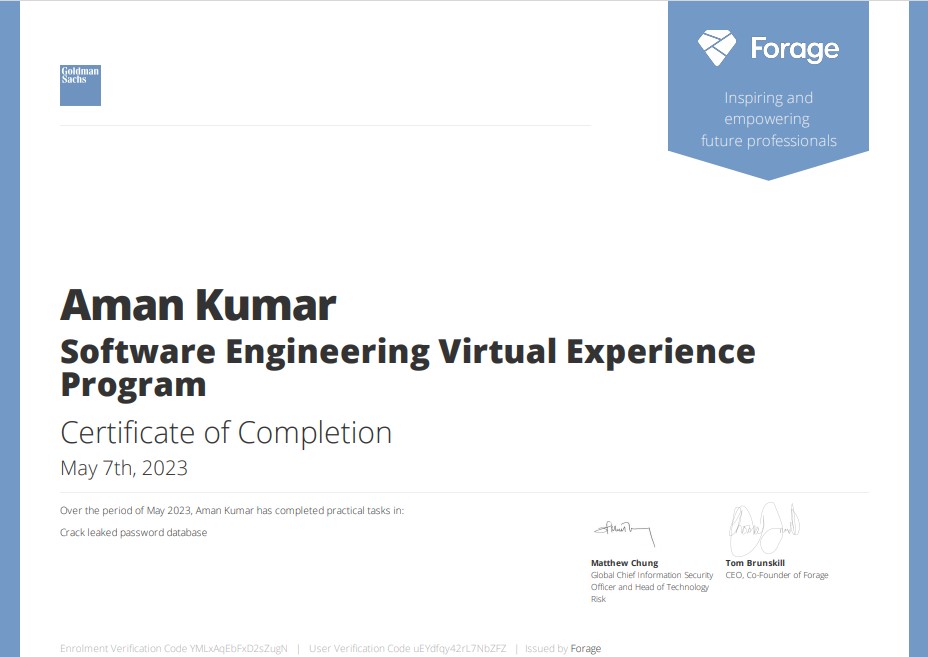 Goldman
Sachs
Forage
Inspiring and
empowering
future professionals
Aman Kumar
Software Engineering Virtual Experience
Program
Certificate of Completion
May 7th, 2023
Over the period of May 2023, Aman Kumar has completed practical tasks in:
Crack leaked password database
Matthew Chung
Global Chief Information Security
Officer and Head of Technology
Risk
Tom Brunskill
CEO, Co-Founder of Forage
Enrolment Verification Code YMLxAqEbFxD2sZugN | User Verification Code uEYdfqy42rL7NbZFZ | Issued by Forage